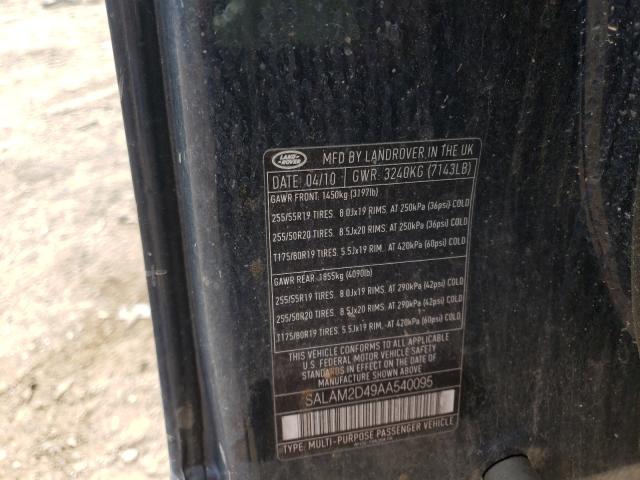 LAND
ROVER
MFD BY LANDROVER IN THE UK
DATE: 04/10 GWR: 3240KG (7143LB)
GAWR FRONT: 1450kg (3197lb)
255/55R19 TIRES. 8.0Jx19 RIMS. AT 250kPa (36psi) COLD
255/50R20 TIRES. 8.5Jx20 RIMS. AT 250kPa (36psi) COLD
T175/80R19 TIRES. 5.5Jx19 RIM. AT 420kPa (60psi) COLD
GAWR REAR: 1855kg (4090lb)
255/55R19 TIRES. 8.0Jx19 RIMS. AT 290kPa (42psi) COLD
255/50R20 TIRES. 8.5Jx20 RIMS. AT 290kPa (42psi) COLD
T175/80R19 TIRES. 5.5Jx19 RIM. AT 420kPa (60psi) COLD
THIS VEHICLE CONFORMS TO ALL APPLICABLE
U.S. FEDERAL MOTOR VEHICLE SAFETY
STANDARDS IN EFFECT ON THE DATE OF
MANUFACTURE SHOWN ABOVE
SALAM2D49AA540095
TYPE: MULTI-PURPOSE PASSENGER VEHICLE